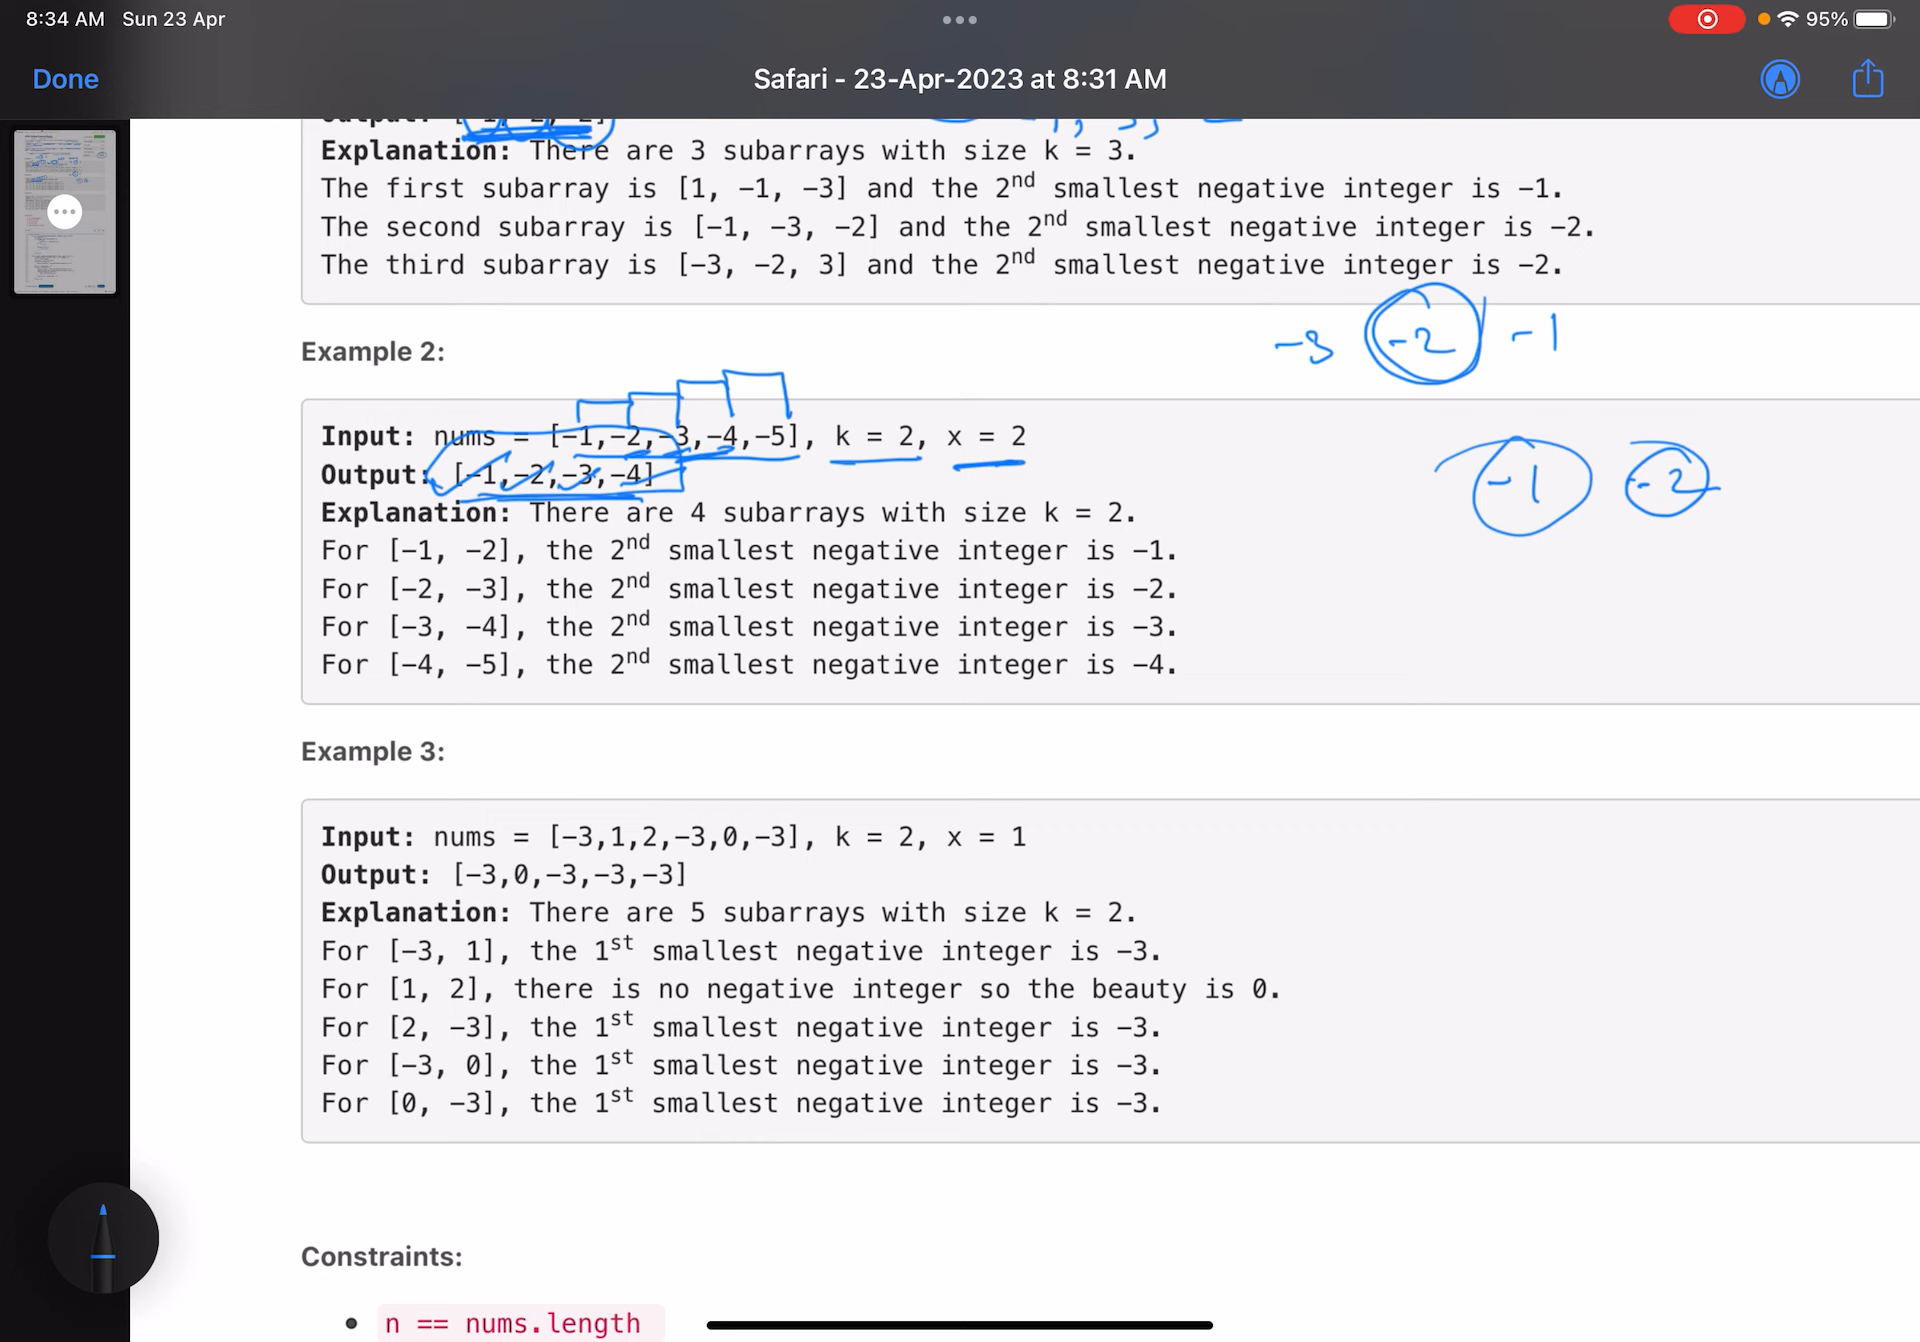 8:34 AM Sun 23 Apr
95%
Done
Safari - 23-Apr-2023 at 8:31 AM
Explanation: There are 3 subarrays with size k = 3.
The first subarray is [1, -1, -3] and the 2nd smallest negative integer is -1.
The second subarray is [-1, -3, -2] and the 2nd smallest negative integer is -2.
The third subarray is [-3, -2, 3] and the 2nd smallest negative integer is -2.
-3 -2 -1
Example 2:
Input: nums = [-1,-2,-3,-4,-5], k = 2, x = 2
Output: [-1,-2,-3,-4]
-1 -2
Explanation: There are 4 subarrays with size k = 2.
For [-1, -2], the 2nd smallest negative integer is -1.
For [-2, -3], the 2nd smallest negative integer is -2.
For [-3, -4], the 2nd smallest negative integer is -3.
For [-4, -5], the 2nd smallest negative integer is -4.
Example 3:
Input: nums = [-3,1,2,-3,0,-3], k = 2, x = 1
Output: [-3,0,-3,-3,-3]
Explanation: There are 5 subarrays with size k = 2.
For [-3, 1], the 1st smallest negative integer is -3.
For [1, 2], there is no negative integer so the beauty is 0.
For [2, -3], the 1st smallest negative integer is -3.
For [-3, 0], the 1st smallest negative integer is -3.
For [0, -3], the 1st smallest negative integer is -3.
Constraints:
• n == nums.length